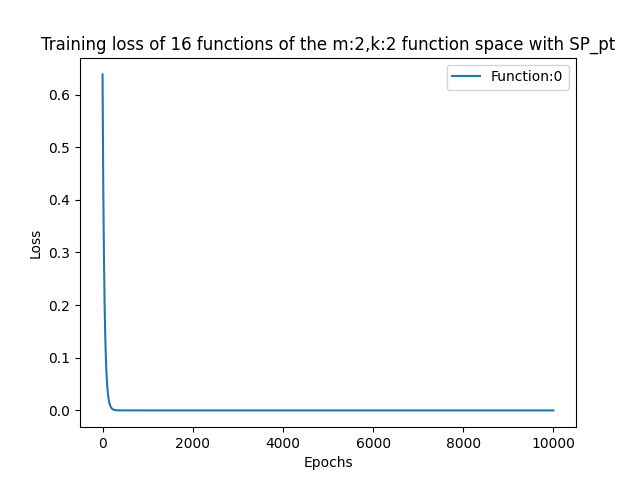 Training loss of 16 functions of the m:2,k:2 function space with SP_pt
Function:0
Loss
0.6
0.5
0.4
0.3
0.2
0.1
0.0
0 2000 4000 6000 8000 10000
Epochs